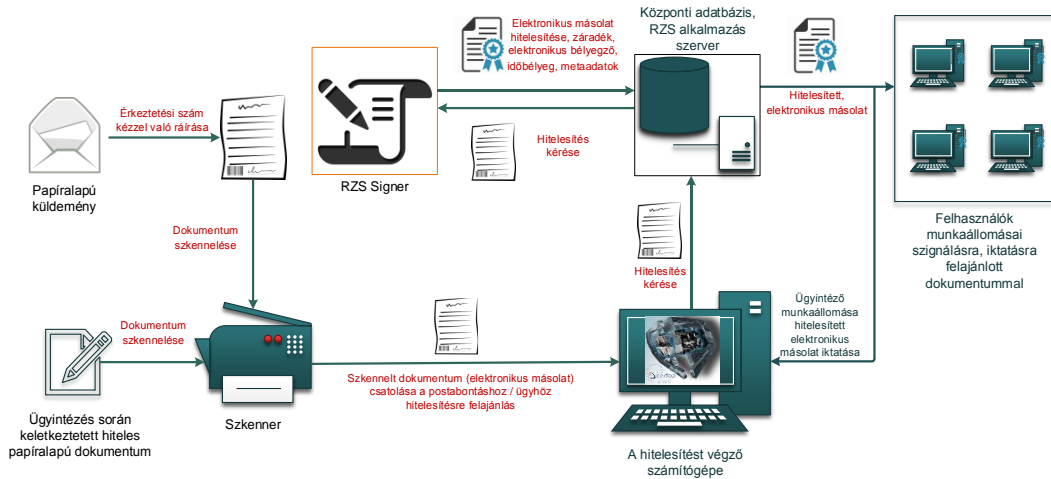 Elektronikus másolat
hitelesítése, záradék,
elektronikus bélyegző,
időbélyeg, metaadatok
Központi adatbázis,
RZS alkalmazás
szerver
Érkeztetési szám
kézzel való ráírása
Hitelesített,
elektronikus másolat
Hitelesítés
kérése
Papíralapú
küldemény
RZS Signer
Felhasználók
munkaállomásai
szignálásra, iktatásra
felajánlott
dokumentummal
Dokumentum
szkennelése
Hitelesítés
kérése
Ügyintéző
munkaállomása
hitelesített
elektronikus
másolat iktatása
Dokumentum
szkennelése
Szkennelt dokumentum (elektronikus másolat)
csatolása a postabontáshoz / ügyhöz
hitelesítésre felajánlás
Ügyintézés során
keletkeztetett hiteles
papíralapú dokumentum
Szkenner
A hitelesítést végző
számítógépe